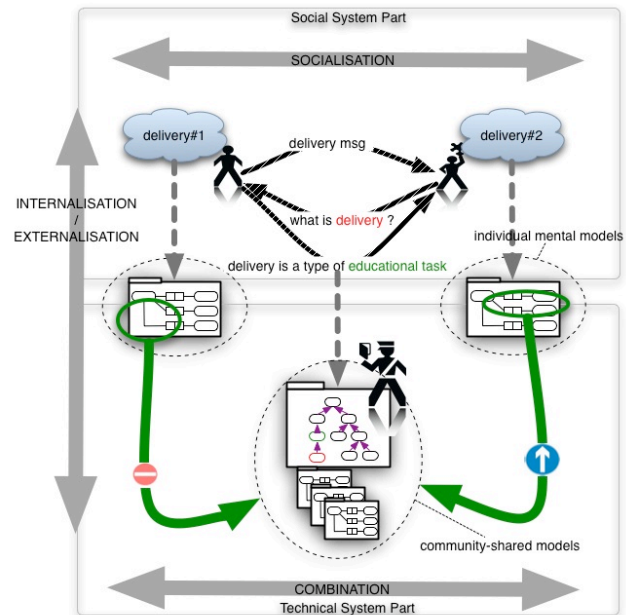 Social System Part
SOCIALISATION
delivery#1
delivery#2
delivery msg
what is delivery ?
INTERNALISATION
/
EXTERNALISATION
individual mental models
delivery is a type of educational task
community-shared models
COMBINATION
Technical System Part